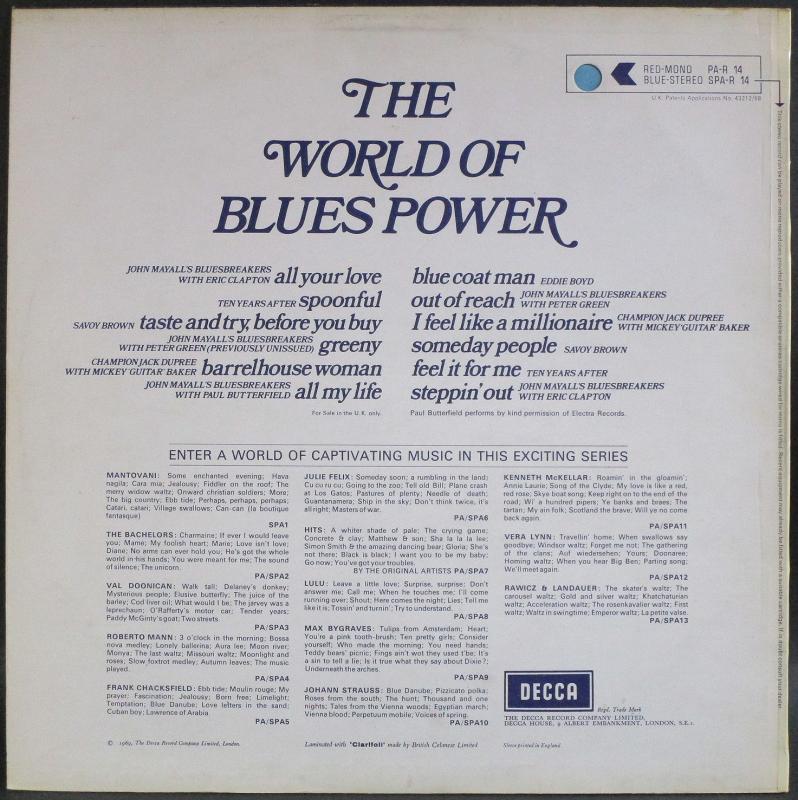 RED-MONO PA-R 14
BLUE-STEREO SPA-R 14
U.K. Patents Applications No. 43212/68
THE
WORLD OF
BLUES POWER
JOHN MAYALL'S BLUESBREAKERS
WITH ERIC CLAPTON all your love
TEN YEARS AFTER spoonful
SAVOY BROWN taste and try, before you buy
JOHN MAYALL'S BLUESBREAKERS
WITH PETER GREEN (PREVIOUSLY UNISSUED) greeny
CHAMPION JACK DUPREE
WITH MICKEY 'GUITAR' BAKER barrelhouse woman
JOHN MAYALL'S BLUESBREAKERS
WITH PAUL BUTTERFIELD all my life
For Sale in the U.K. only.
blue coat man EDDIE BOYD
out of reach JOHN MAYALL'S BLUESBREAKERS
WITH PETER GREEN
I feel like a millionaire CHAMPION JACK DUPREE
WITH MICKEY 'GUITAR' BAKER
someday people SAVOY BROWN
feel it for me TEN YEARS AFTER
steppin' out JOHN MAYALL'S BLUESBREAKERS
WITH ERIC CLAPTON
Paul Butterfield performs by kind permission of Electra Records.
ENTER A WORLD OF CAPTIVATING MUSIC IN THIS EXCITING SERIES
MANTOVANI: Some enchanted evening; Hava
nagila; Cara mia; Jealousy; Fiddler on the roof; The
merry widow waltz; Onward christian soldiers; More;
The big country; Ebb tide; Perhaps, perhaps, perhaps;
Catari, catari; Village swallows; Can-can (la boutique
fantasque)
SPA1
THE BACHELORS: Charmaine; If ever I would leave
you; Mame; My foolish heart; Marie; Love isn't love;
Diane; No arms can ever hold you; He's got the whole
world in his hands; You were meant for me; The sound
of silence; The unicorn.
PA/SPA2
VAL DOONICAN: Walk tall; Delaney's donkey;
Mysterious people; Elusive butterfly; The juice of the
barley; Cod liver oil; What would I be; The jarvey was a
leprechaun; O'Rafferty's motor car; Tender years;
Paddy McGinty's goat; Two streets.
PA/SPA3
ROBERTO MANN: 3 o'clock in the morning; Bossa
nova medley; Lonely ballerina; Aura lee; Moon river;
Monya; The last waltz; Missouri waltz; Moonlight and
roses; Slow foxtrot medley; Autumn leaves; The music
played.
PA/SPA4
FRANK CHACKSFIELD: Ebb tide; Moulin rouge; My
prayer; Fascination; Jealousy; Born free; Limelight;
Temptation; Blue Danube; Love letters in the sand;
Cuban boy; Lawrence of Arabia
PA/SPA5
JULIE FELIX: Someday soon; a rumbling in the land;
Cu cu ru cu; Going to the zoo; Tell old Bill; Plane crash
at Los Gatos; Pastures of plenty; Needle of death;
Guantanamera; Ship in the sky; Don't think twice, it's
all right; Masters of war.
PA/SPA6
HITS: A whiter shade of pale; The crying game;
Concrete & clay; Matthew & son; Sha la la la lee;
Simon Smith & the amazing dancing bear; Gloria; She's
not there; Black is black; I want you to be my baby;
Go now; You've got your troubles.
BY THE ORIGINAL ARTISTS PA/SPA7
LULU: Leave a little love; Surprise, surprise; Don't
answer me; Call me; When he touches me; I'll come
running over; Shout; Here comes the night; Lies; Tell me
like it is; Tossin' and turnin'; Try to understand.
PA/SPA8
MAX BYGRAVES: Tulips from Amsterdam; Heart;
You're a pink tooth-brush; Ten pretty girls; Consider
yourself; Who made the morning; You need hands;
Teddy bears' picnic; Fings ain't wot they used t'be; It's
a sin to tell a lie; Is it true what they say about Dixie?;
Underneath the arches.
PA/SPA9
JOHANN STRAUSS: Blue Danube; Pizzicato polka;
Roses from the south; The hunt; Thousand and one
nights; Tales from the Vienna woods; Egyptian march;
Vienna blood; Perpetuum mobile; Voices of spring.
PA/SPA10
KENNETH McKELLAR: Roamin' in the gloamin';
Annie Laurie; Song of the Clyde; My love is like a red,
red rose; Skye boat song; Keep right on to the end of the
road; Wi' a hundred pipers; Ye banks and braes; The
tartan; My ain folk; Scotland the brave; Will ye no come
back again.
PA/SPA11
VERA LYNN: Travellin' home; When swallows say
goodbye; Windsor waltz; Forget me not; The gathering
of the clans; Auf wiedersehen; Yours; Doonaree;
Homing waltz; When you hear Big Ben; Parting song;
We'll meet again.
PA/SPA12
RAWICZ & LANDAUER: The skater's waltz; The
carousel waltz; Gold and silver waltz; Khatchaturian
waltz; Acceleration waltz; The rosenkavalier waltz; First
waltz; Waltz in swingtime; Emperor waltz; La petite valse.
PA/SPA13
DECCA
Regd. Trade Mark
THE DECCA RECORD COMPANY LIMITED,
DECCA HOUSE, 9 ALBERT EMBANKMENT, LONDON, S.E.1.
© 1969, The Decca Record Company Limited, London.
Laminated with "Clarifoil" made by British Celanese Limited
Sleeve printed in England